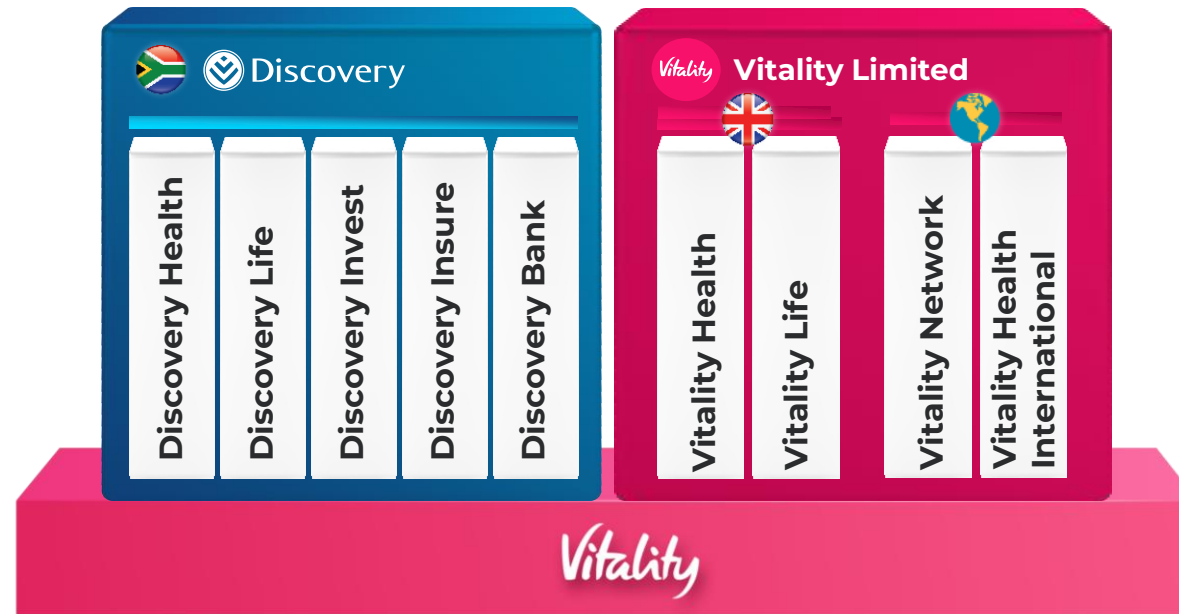 Discovery
Discovery Health
Discovery Life
Discovery Invest
Discovery Insure
Discovery Bank
Vitality
Vitality Limited
Vitality Health
Vitality Life
Vitality Network
Vitality Health
International
Vitality